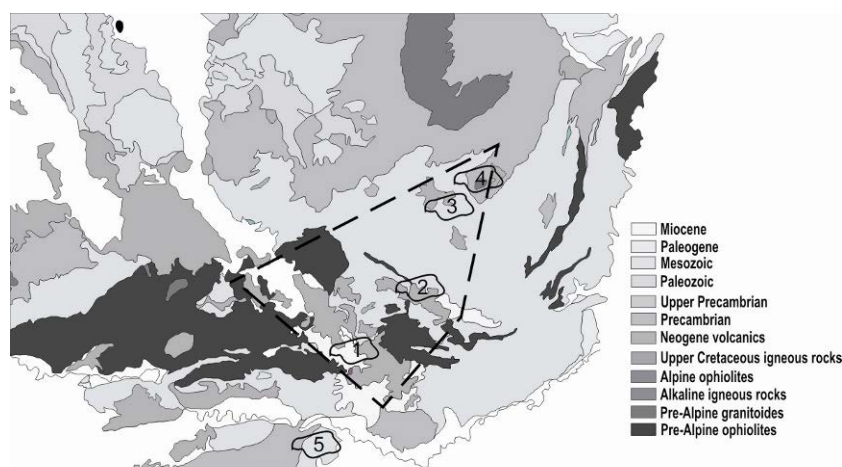 4
3
2
1
5
Miocene
Paleogene
Mesozoic
Paleozoic
Upper Precambrian
Precambrian
Neogene volcanics
Upper Cretaceous igneous rocks
Alpine ophiolites
Alkaline igneous rocks
Pre-Alpine granitoides
Pre-Alpine ophiolites